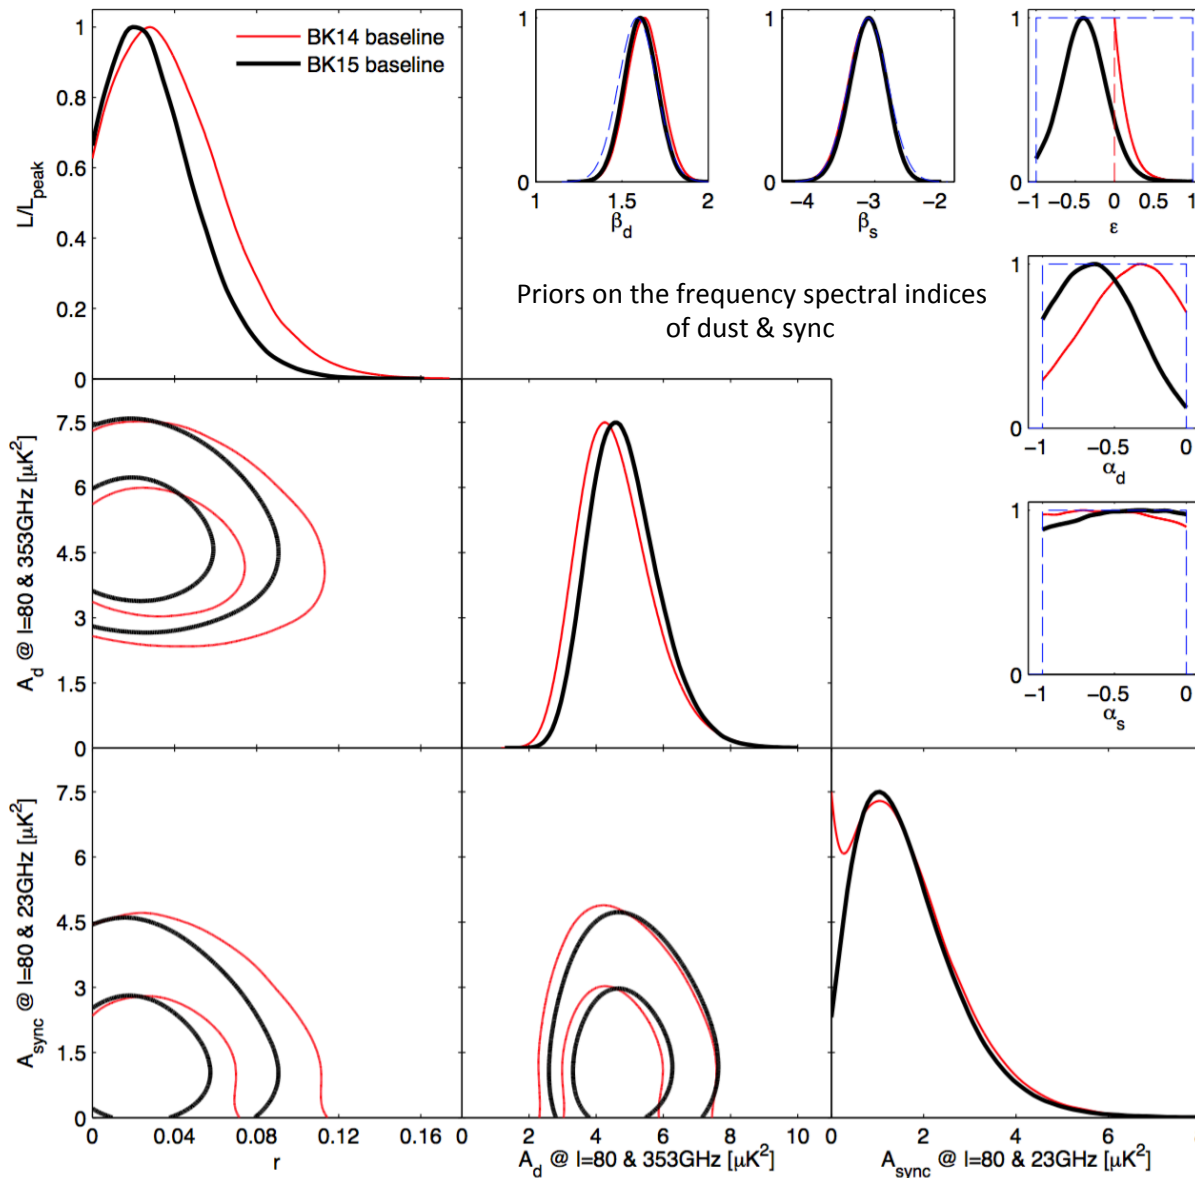 1
0.8
0.6
0.4
0.2
0
L/L_peak
BK14 baseline
BK15 baseline
1
0
1 1.5 2
β_d
1
0
−4 −3 −2
β_s
1
0
−1 −0.5 0 0.5 1
ε
Priors on the frequency spectral indices
of dust & sync
1
0
−1 −0.5 0
α_d
1
0
−1 −0.5 0
α_s
7.5
6
4.5
3
1.5
0
A_d @ l=80 & 353GHz [μK²]
7.5
6
4.5
3
1.5
0
A_sync @ l=80 & 23GHz [μK²]
0 0.04 0.08 0.12 0.16
r
0 2 4 6 8 10
A_d @ l=80 & 353GHz [μK²]
0 2 4 6 8
A_sync @ l=80 & 23GHz [μK²]